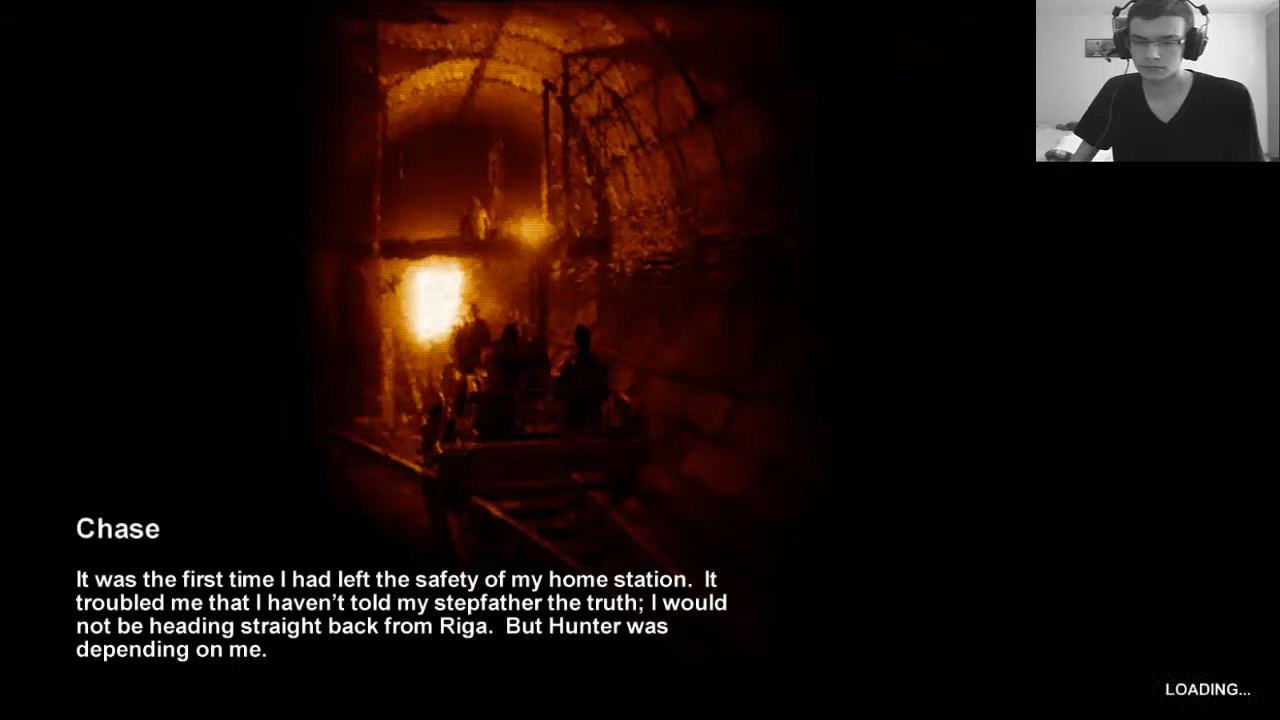 Chase
It was the first time I had left the safety of my home station.  It
troubled me that I haven't told my stepfather the truth; I would
not be heading straight back from Riga.  But Hunter was
depending on me.
LOADING...